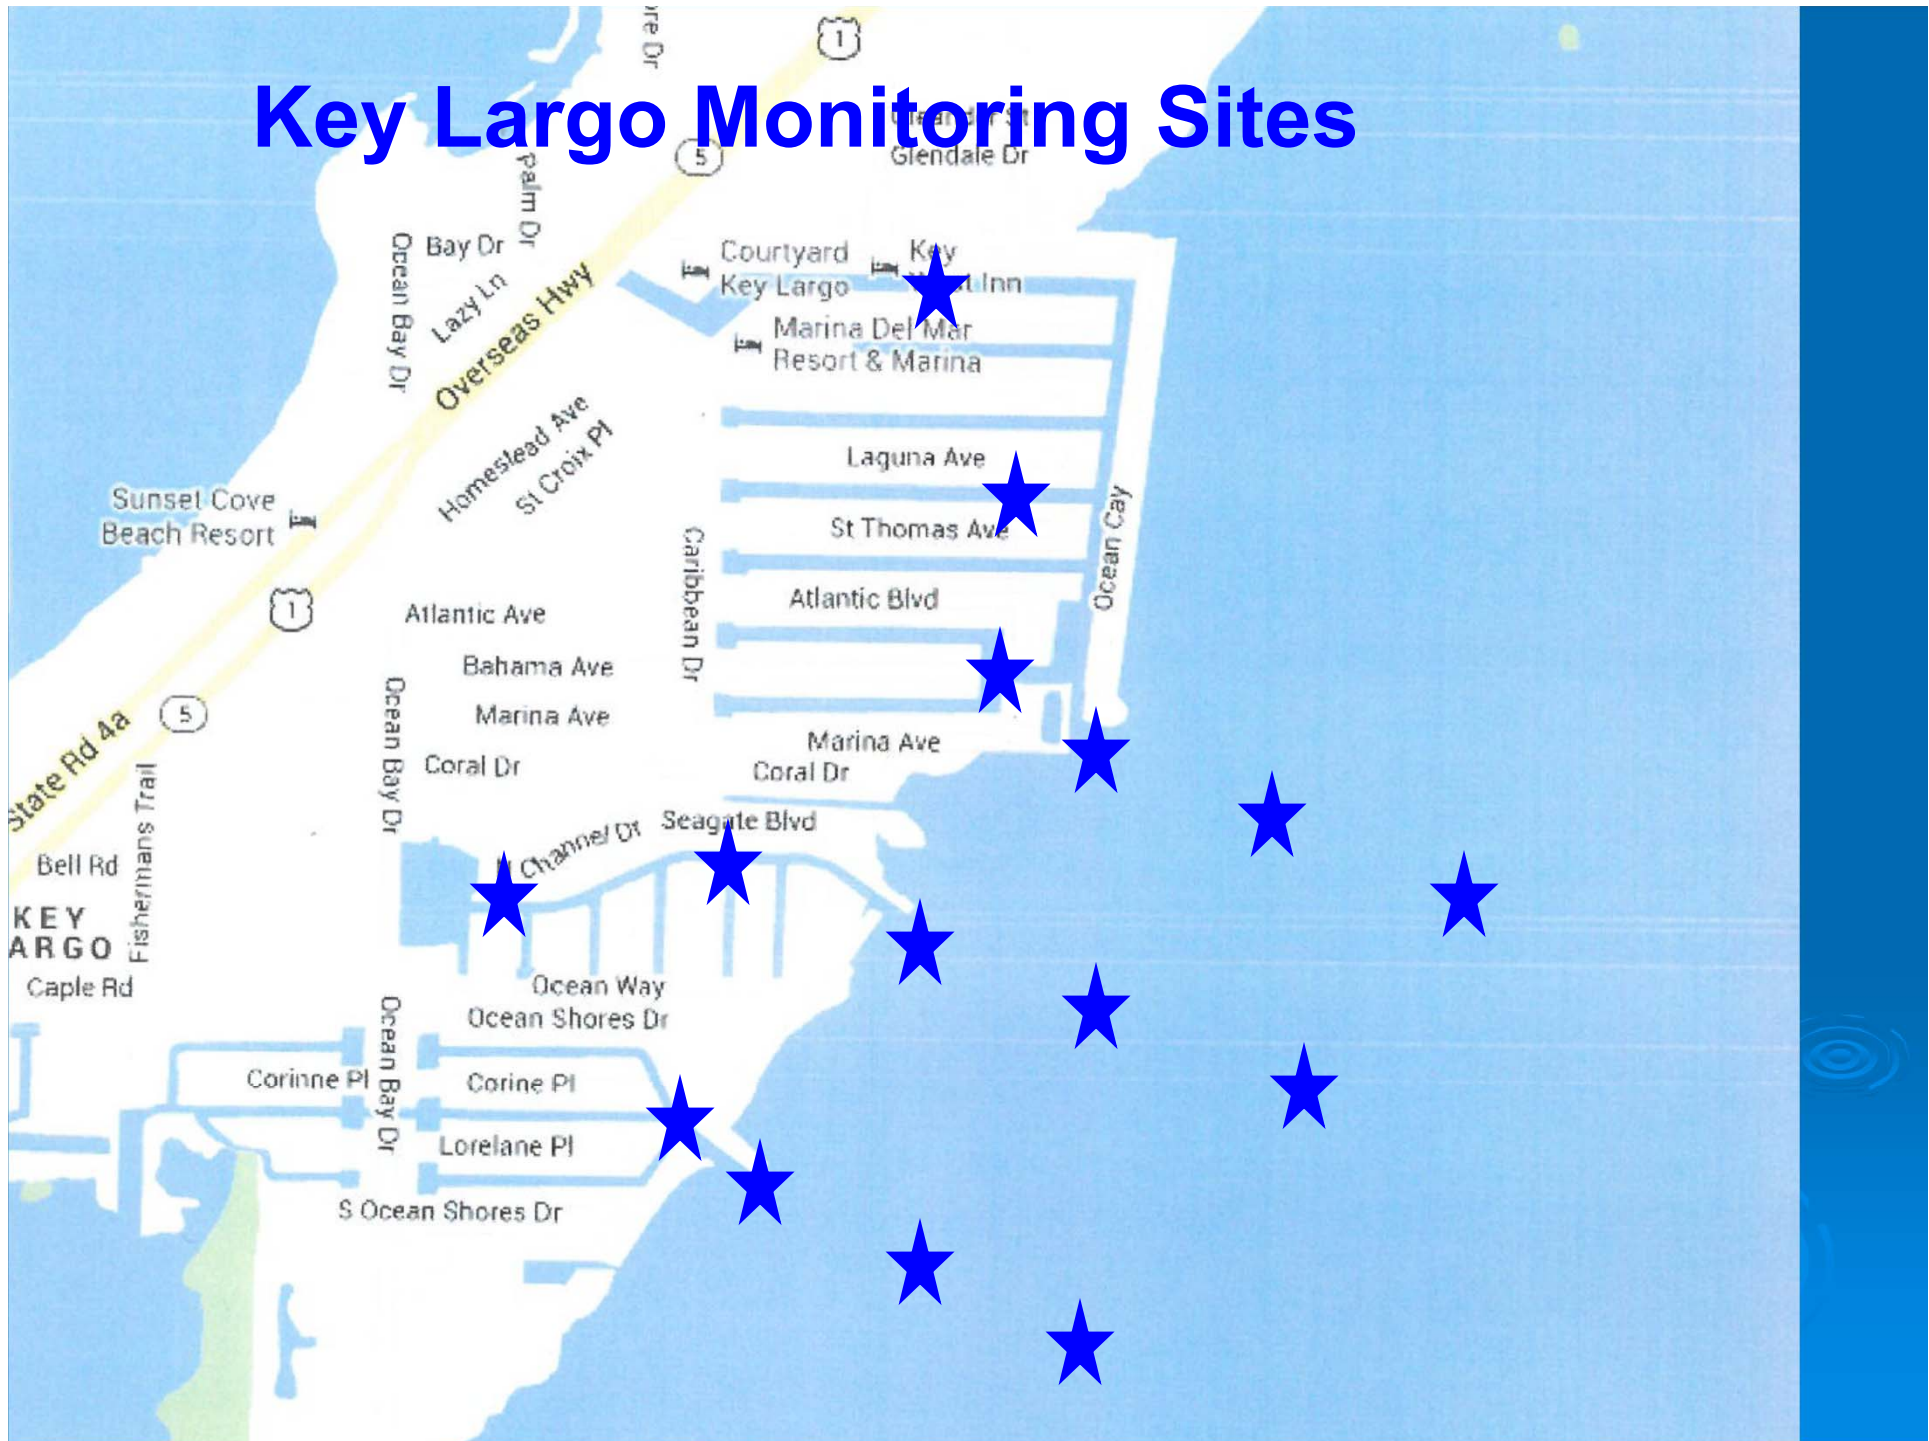 ore Dr
1
Key Largo Monitoring Sites
5
Glendale Dr
Palm Dr
Ocean Bay Dr
Bay Dr
Lazy Ln
Overseas Hwy
Courtyard
Key Largo
Key
Inn
Marina Del Mar
Resort & Marina
Homestead Ave
St Croix Pl
Laguna Ave
Sunset Cove
Beach Resort
St Thomas Ave
Ocean Cay
Caribbean Dr
Atlantic Blvd
1
Atlantic Ave
Bahama Ave
Ocean Bay Dr
Marina Ave
5
State Rd 4a
Marina Ave
Coral Dr
Coral Dr
Fishermans Trail
Seagate Blvd
N Channel Dr
Bell Rd
KEY
ARGO
Caple Rd
Ocean Way
Ocean Shores Dr
Ocean Bay Dr
Corinne Pl
Corine Pl
Lorelane Pl
S Ocean Shores Dr